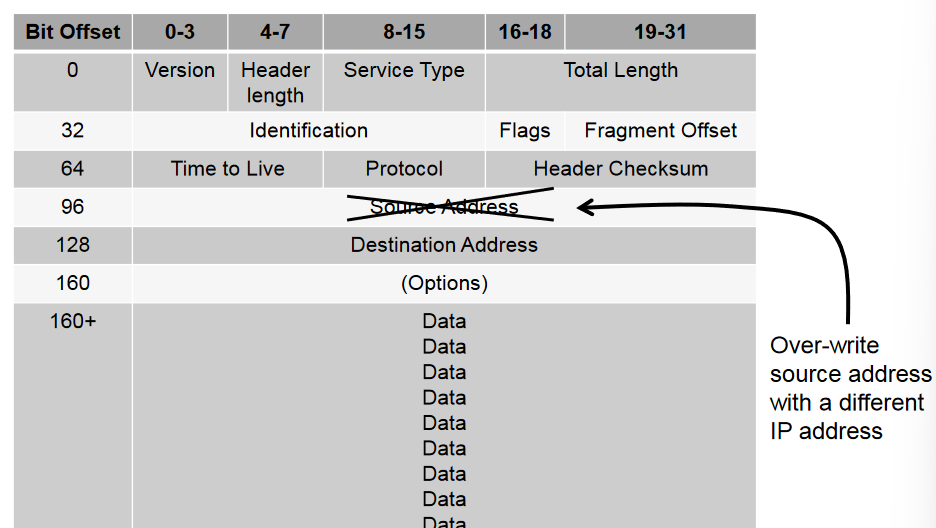 Bit Offset 0-3 4-7 8-15 16-18 19-31
0 Version Header length Service Type Total Length
32 Identification Flags Fragment Offset
64 Time to Live Protocol Header Checksum
96 Source Address
128 Destination Address
160 (Options)
160+ Data
Data
Data
Data
Data
Data
Data
Data
Data
Over-write
source address
with a different
IP address